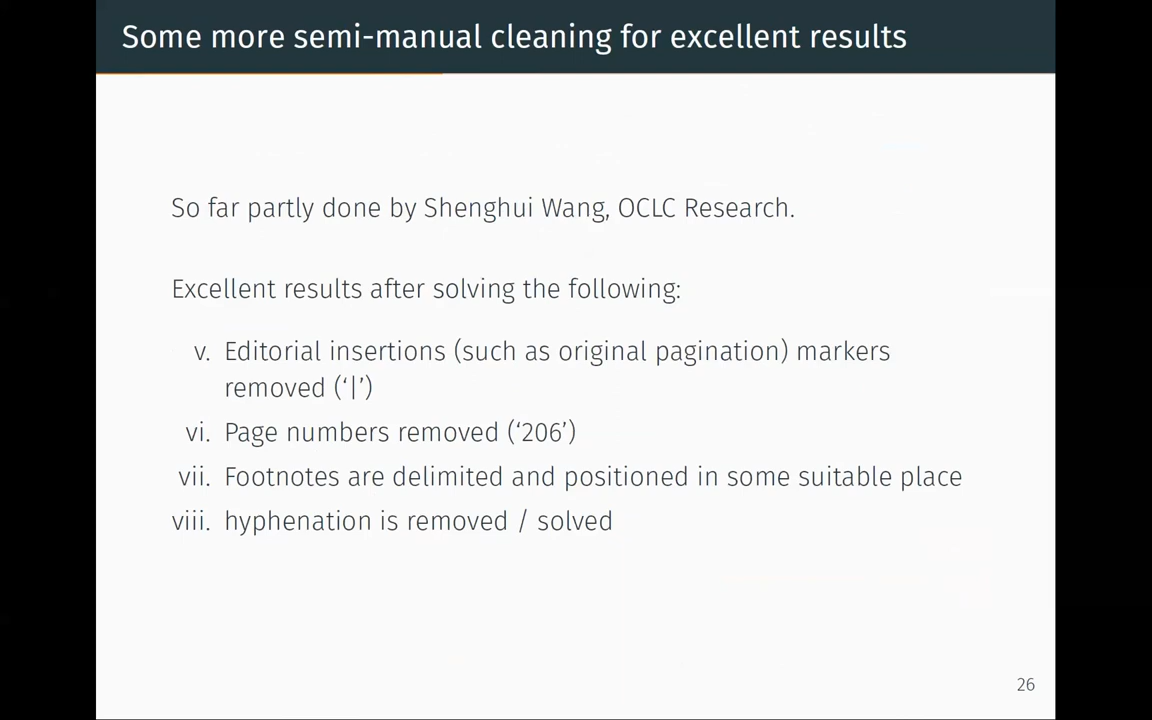 Some more semi-manual cleaning for excellent results
So far partly done by Shenghui Wang, OCLC Research.
Excellent results after solving the following:
v. Editorial insertions (such as original pagination) markers
removed (‘|’)
vi. Page numbers removed (‘206’)
vii. Footnotes are delimited and positioned in some suitable place
viii. hyphenation is removed / solved
26